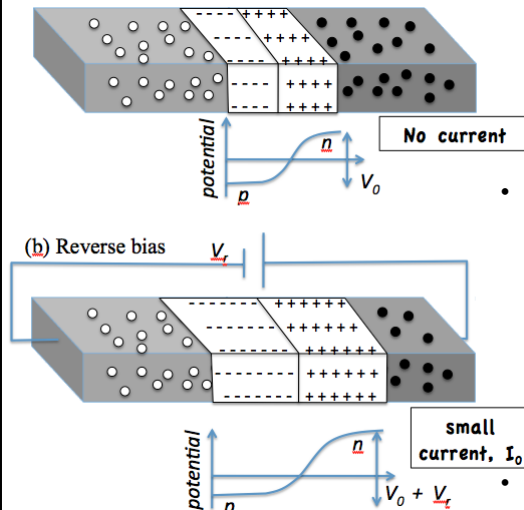 - - - - + + + +
- - - - + + + +
- - - - + + + +
- - - - + + + +
- - - - + + + +
potential
n
p
V0
No current
•
(b) Reverse bias
Vr
- - - - - - - + + + + + +
- - - - - - - + + + + + +
- - - - - - - + + + + + +
- - - - - - - + + + + + +
- - - - - - - + + + + + +
potential
n
p
V0 + Vr
small
current, I0
•